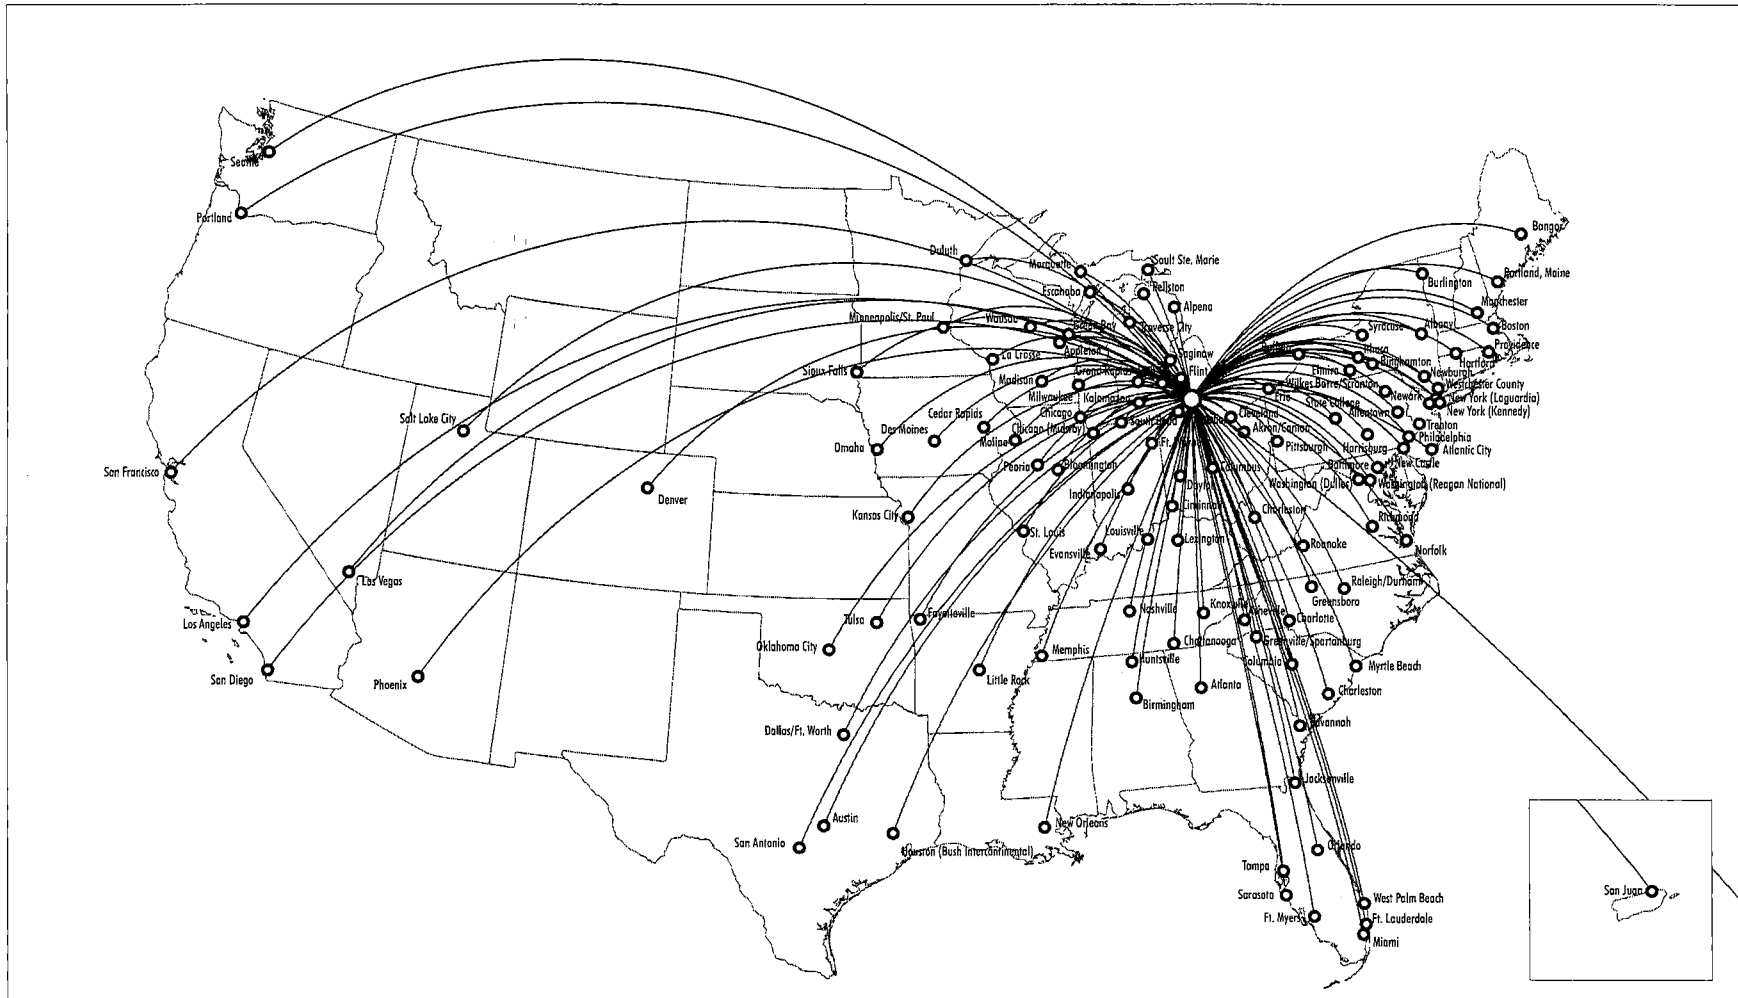 Seattle
Portland
San Francisco
Salt Lake City
Los Angeles
San Diego
Las Vegas
Phoenix
Denver
Duluth
Marquette
Sault Ste. Marie
Escanaba
Pellston
Alpena
Minneapolis/St. Paul
Wausau
Green Bay
Traverse City
Appleton
La Crosse
Saginaw
Sioux Falls
Madison
Grand Rapids
Flint
Milwaukee
Kalamazoo
Cedar Rapids
Chicago
Des Moines
Chicago (Midway)
South Bend
Moline
Omaha
Peoria
Bloomington
Indianapolis
Dayton
Columbus
Cleveland
Akron/Canton
Pittsburgh
Erie
Kansas City
St. Louis
Evansville
Louisville
Lexington
Cincinnati
Charleston
Roanoke
Bangor
Portland, Maine
Burlington
Manchester
Boston
Syracuse
Albany
Providence
Hartford
Buffalo
Ithaca
Binghamton
Elmira
Newburgh
Wilkes Barre/Scranton
Westchester County
Newark
New York (Laguardia)
New York (Kennedy)
State College
Allentown
Trenton
Philadelphia
Harrisburg
Atlantic City
Baltimore
New Castle
Washington (Dulles)
Washington (Reagan National)
Richmond
Norfolk
Raleigh/Durham
Greensboro
Tulsa
Fayetteville
Oklahoma City
Nashville
Knoxville
Asheville
Charlotte
Memphis
Chattanooga
Greenville/Spartanburg
Little Rock
Huntsville
Columbia
Myrtle Beach
Atlanta
Charleston
Birmingham
Savannah
Dallas/Ft. Worth
Jacksonville
Austin
San Antonio
Houston (Bush Intercontinental)
New Orleans
Orlando
Tampa
Sarasota
West Palm Beach
Ft. Myers
Ft. Lauderdale
Miami
San Juan